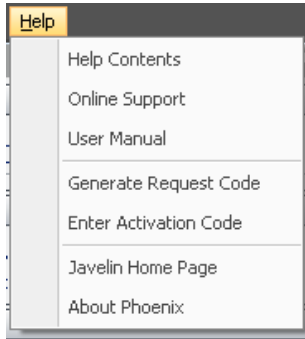 Help
Help Contents
Online Support
User Manual
Generate Request Code
Enter Activation Code
Javelin Home Page
About Phoenix